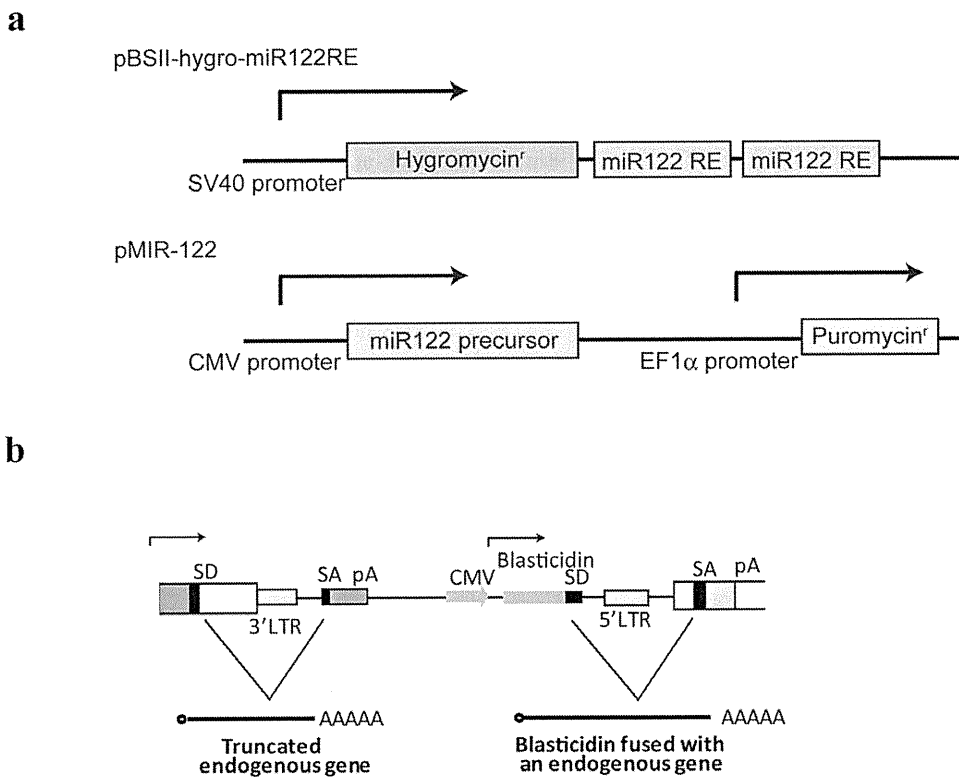 a
pBSII-hygro-miR122RE
Hygromycinʳ
miR122 RE
miR122 RE
SV40 promoter
pMIR-122
miR122 precursor
Puromycinʳ
CMV promoter
EF1α promoter
b
Blasticidin
SD
SA
pA
CMV
SD
SA
pA
3'LTR
5'LTR
AAAAA
AAAAA
Truncated
endogenous gene
Blasticidin fused with
an endogenous gene